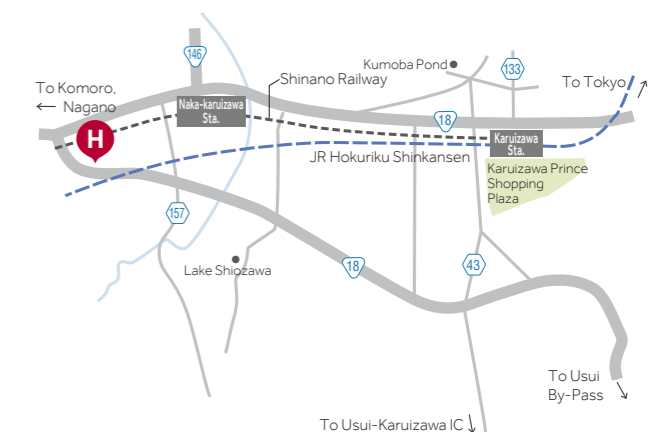 146
Kumoba Pond
133
To Komoro,
← Nagano
Shinano Railway
To Tokyo
Naka-karuizawa
Sta.
18
H
Karuizawa
Sta.
JR Hokuriku Shinkansen
Karuizawa Prince
Shopping
Plaza
157
Lake Shiozawa
18
43
To Usui
By-Pass
To Usui-Karuizawa IC